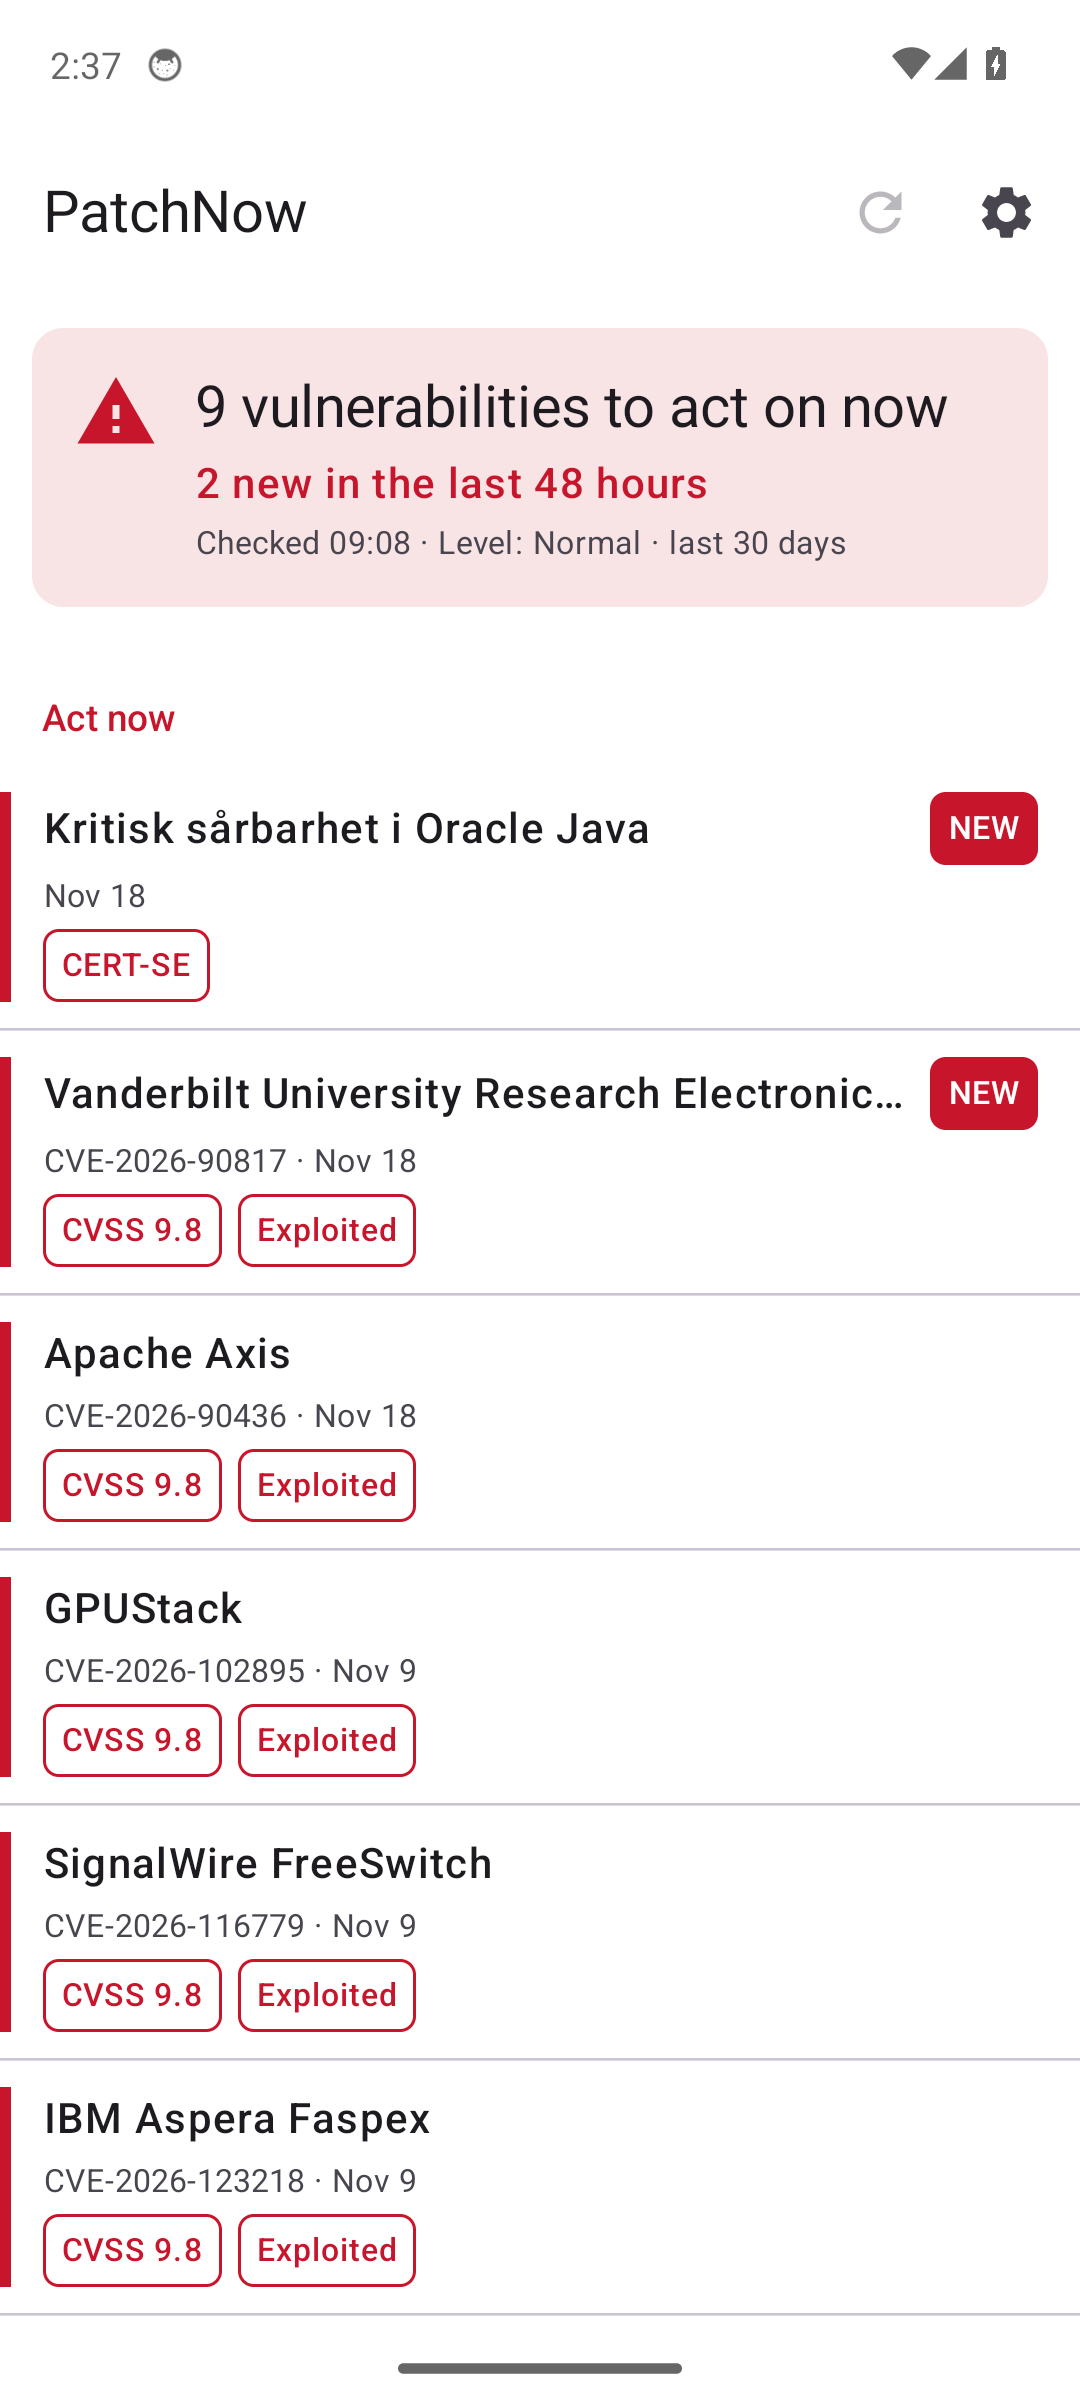 2:37
PatchNow
9 vulnerabilities to act on now
2 new in the last 48 hours
Checked 09:08 · Level: Normal · last 30 days
Act now
Kritisk sårbarhet i Oracle Java
NEW
Nov 18
CERT-SE
Vanderbilt University Research Electronic...
NEW
CVE-2026-90817 · Nov 18
CVSS 9.8 Exploited
Apache Axis
CVE-2026-90436 · Nov 18
CVSS 9.8 Exploited
GPUStack
CVE-2026-102895 · Nov 9
CVSS 9.8 Exploited
SignalWire FreeSwitch
CVE-2026-116779 · Nov 9
CVSS 9.8 Exploited
IBM Aspera Faspex
CVE-2026-123218 · Nov 9
CVSS 9.8 Exploited